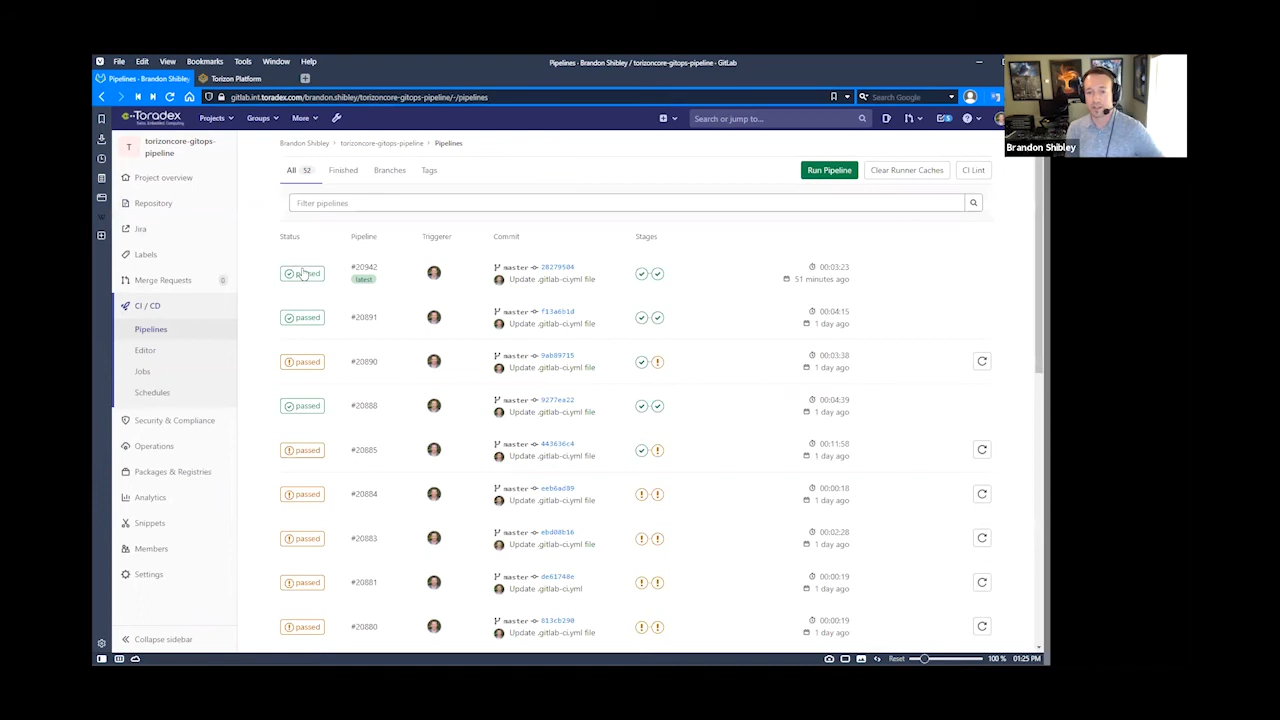 File Edit View Bookmarks Tools Window Help
Pipelines - Brandon Shibley / torizoncore-gitops-pipeline · GitLab
Pipelines - Brandon Shibley
Torizon Platform
gitlab.int.toradex.com/brandon.shibley/torizoncore-gitops-pipeline/-/pipelines
Search Google
Toradex
Projects Groups More
Search or jump to...
Brandon Shibley
T
torizoncore-gitops-pipeline
Project overview
Repository
Jira
Labels
Merge Requests 0
CI / CD
Pipelines
Editor
Jobs
Schedules
Security & Compliance
Operations
Packages & Registries
Analytics
Snippets
Members
Settings
Collapse sidebar
Brandon Shibley > torizoncore-gitops-pipeline > Pipelines
All 52 Finished Branches Tags
Run Pipeline Clear Runner Caches CI Lint
Filter pipelines
Status Pipeline Triggerer Commit Stages
passed #20942 master 28279504 00:03:23
latest Update .gitlab-ci.yml file 51 minutes ago
passed #20891 master f13a6b1d 00:04:15
Update .gitlab-ci.yml file 1 day ago
passed #20890 master 9ab89715 00:03:38
Update .gitlab-ci.yml file 1 day ago
passed #20888 master 9277ea22 00:04:39
Update .gitlab-ci.yml file 1 day ago
passed #20885 master 443636c4 00:11:58
Update .gitlab-ci.yml file 1 day ago
passed #20884 master eeb6ad89 00:00:18
Update .gitlab-ci.yml file 1 day ago
passed #20883 master ebd08b16 00:02:28
Update .gitlab-ci.yml file 1 day ago
passed #20881 master de61748e 00:00:19
Update .gitlab-ci.yml 1 day ago
passed #20880 master 813cb290 00:00:19
Update .gitlab-ci.yml file 1 day ago
Reset 100 % 01:25 PM